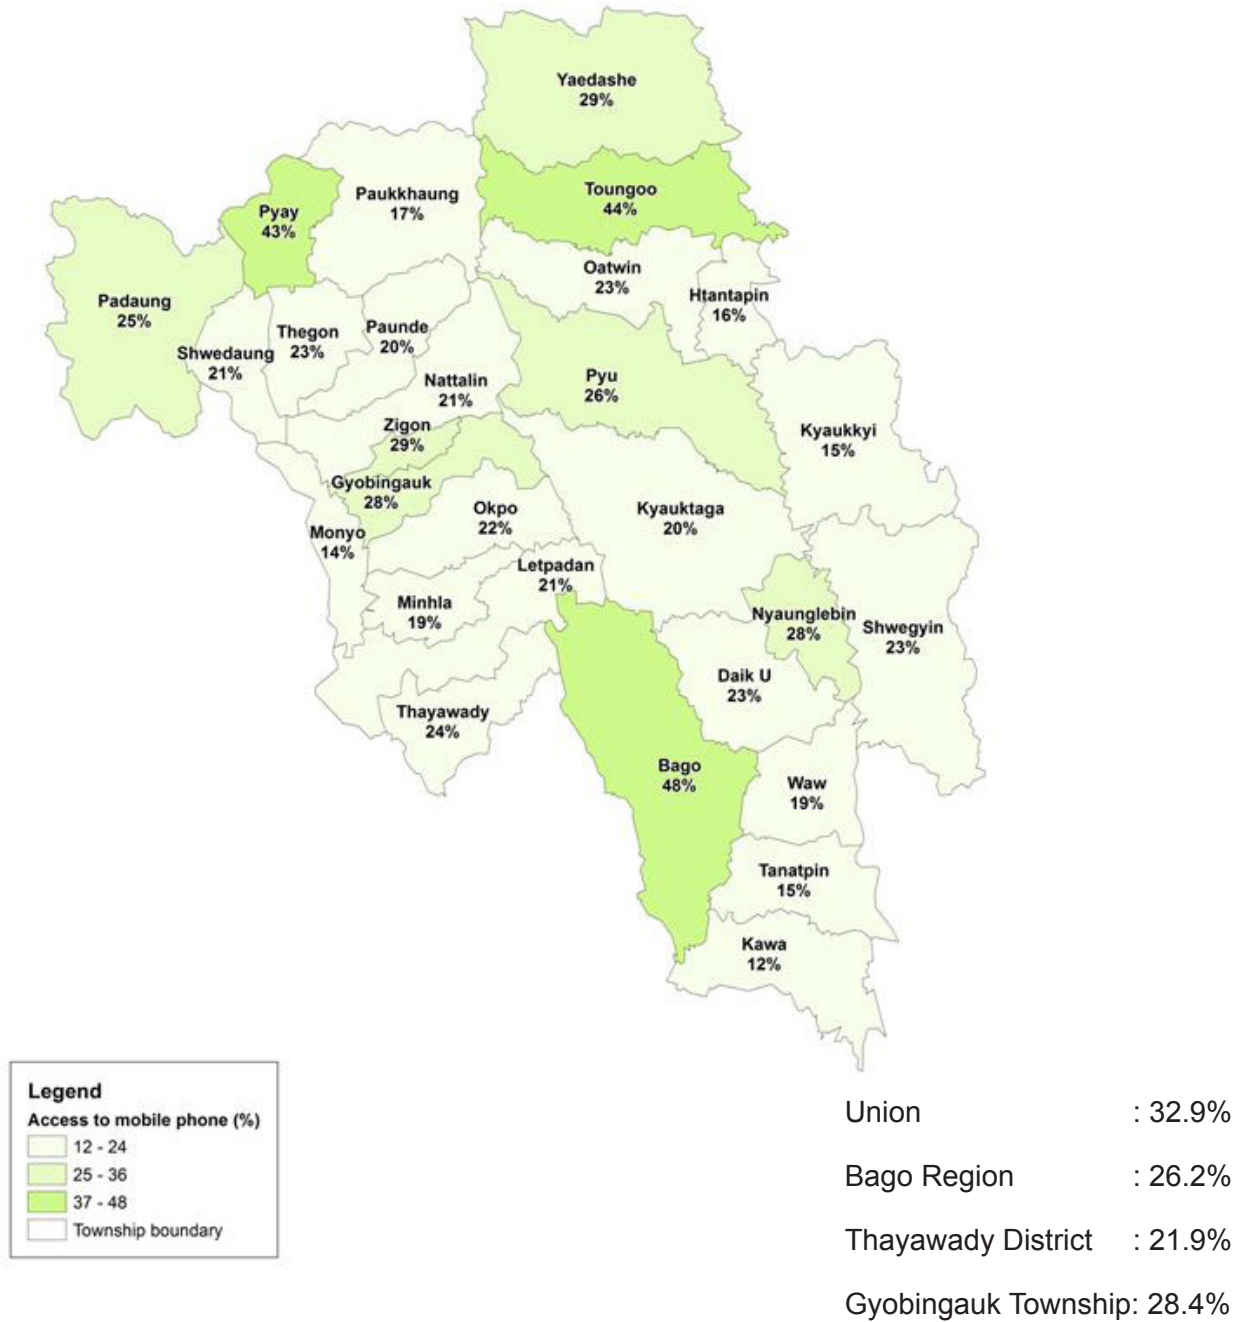 Yaedashe
29%
Toungoo
44%
Paukkhaung
17%
Pyay
43%
Oatwin
23%
Htantapin
16%
Padaung
25%
Thegon
23%
Paunde
20%
Shwedaung
21%
Nattalin
21%
Pyu
26%
Kyaukkyi
15%
Zigon
29%
Gyobingauk
28%
Okpo
22%
Kyauktaga
20%
Monyo
14%
Letpadan
21%
Minhla
19%
Nyaunglebin
28%
Shwegyin
23%
Daik U
23%
Thayawady
24%
Bago
48%
Waw
19%
Tanatpin
15%
Kawa
12%
Legend
Access to mobile phone (%)
12 - 24
25 - 36
37 - 48
Township boundary
Union : 32.9%
Bago Region : 26.2%
Thayawady District : 21.9%
Gyobingauk Township: 28.4%